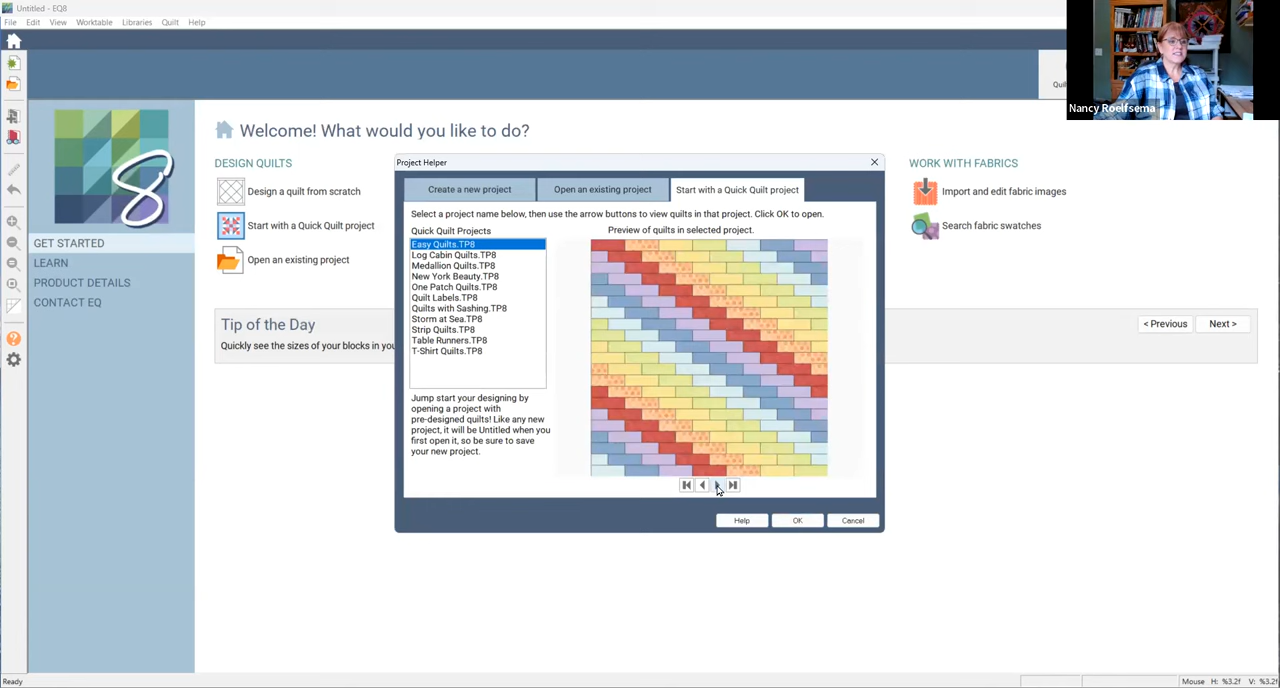 Untitled - EQ8
File Edit View Worktable Libraries Quilt Help
Nancy Roelfsema
Welcome! What would you like to do?
DESIGN QUILTS
Design a quilt from scratch
Start with a Quick Quilt project
Open an existing project
WORK WITH FABRICS
Import and edit fabric images
Search fabric swatches
8
GET STARTED
LEARN
PRODUCT DETAILS
CONTACT EQ
Tip of the Day
Quickly see the sizes of your blocks in you
< Previous Next >
Project Helper
Create a new project Open an existing project Start with a Quick Quilt project
Select a project name below, then use the arrow buttons to view quilts in that project. Click OK to open.
Quick Quilt Projects
Preview of quilts in selected project.
Easy Quilts.TP8
Log Cabin Quilts.TP8
Medallion Quilts.TP8
New York Beauty.TP8
One Patch Quilts.TP8
Quilt Labels.TP8
Quilts with Sashing.TP8
Storm at Sea.TP8
Strip Quilts.TP8
Table Runners.TP8
T-Shirt Quilts.TP8
Jump start your designing by
opening a project with
pre-designed quilts! Like any new
project, it will be Untitled when you
first open it, so be sure to save
your new project.
Help OK Cancel
Ready
Mouse H: %3.2f V: %3.2f